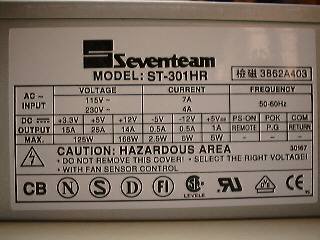 Seventeam
MODEL: ST-301HR 檢磁 3862A403
AC~ INPUT VOLTAGE CURRENT FREQUENCY
115V~ 7A 50-60Hz
230V~ 4A
DC OUTPUT +3.3V +5V +12V -5V -12V +5VSB PS-ON POK COM
15A 25A 14A 0.5A 0.5A 1A REMOTE P.G RETURN
MAX. 125W 168W 2.5W 6W 5W
30167
CAUTION: HAZARDOUS AREA
• DO NOT REMOVE THIS COVER! • SELECT THE RIGHT VOLTAGE!
• WITH FAN SENSOR CONTROL
CB N S D FI